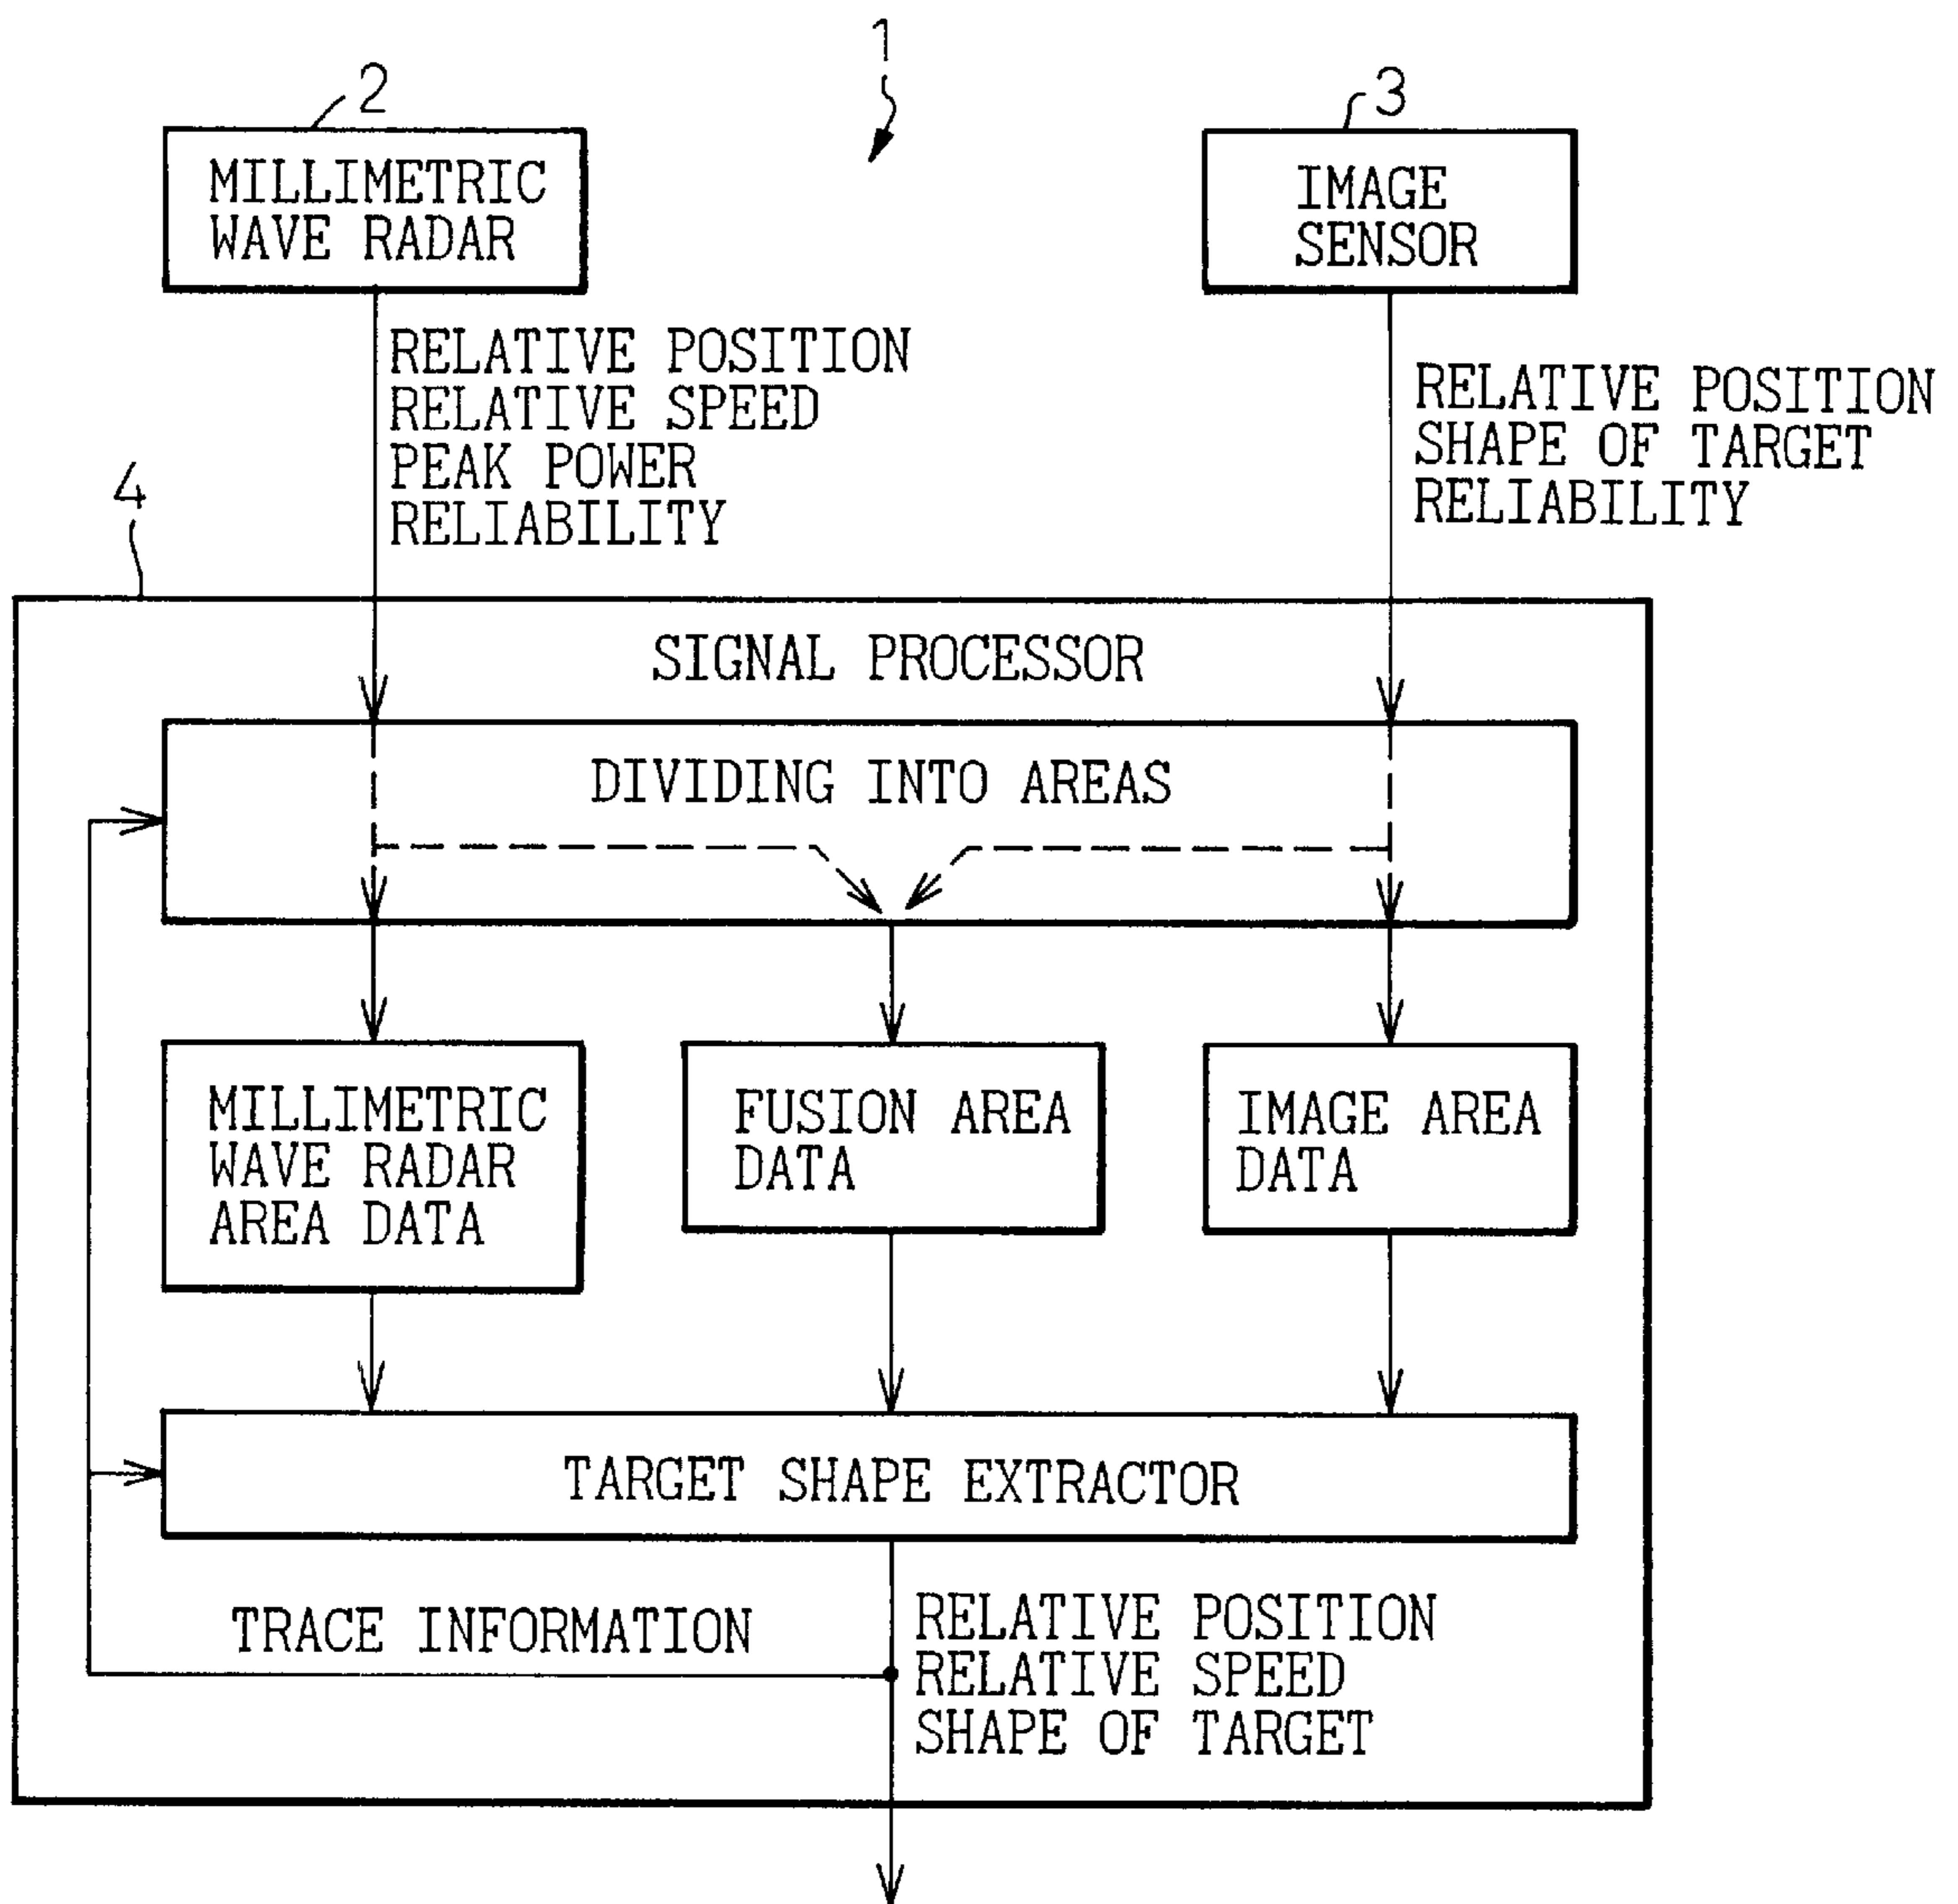 1
2
3
MILLIMETRIC
WAVE RADAR
IMAGE
SENSOR
RELATIVE POSITION
RELATIVE SPEED
PEAK POWER
RELIABILITY
RELATIVE POSITION
SHAPE OF TARGET
RELIABILITY
4
SIGNAL PROCESSOR
DIVIDING INTO AREAS
MILLIMETRIC
WAVE RADAR
AREA DATA
FUSION AREA
DATA
IMAGE AREA
DATA
TARGET SHAPE EXTRACTOR
TRACE INFORMATION
RELATIVE POSITION
RELATIVE SPEED
SHAPE OF TARGET